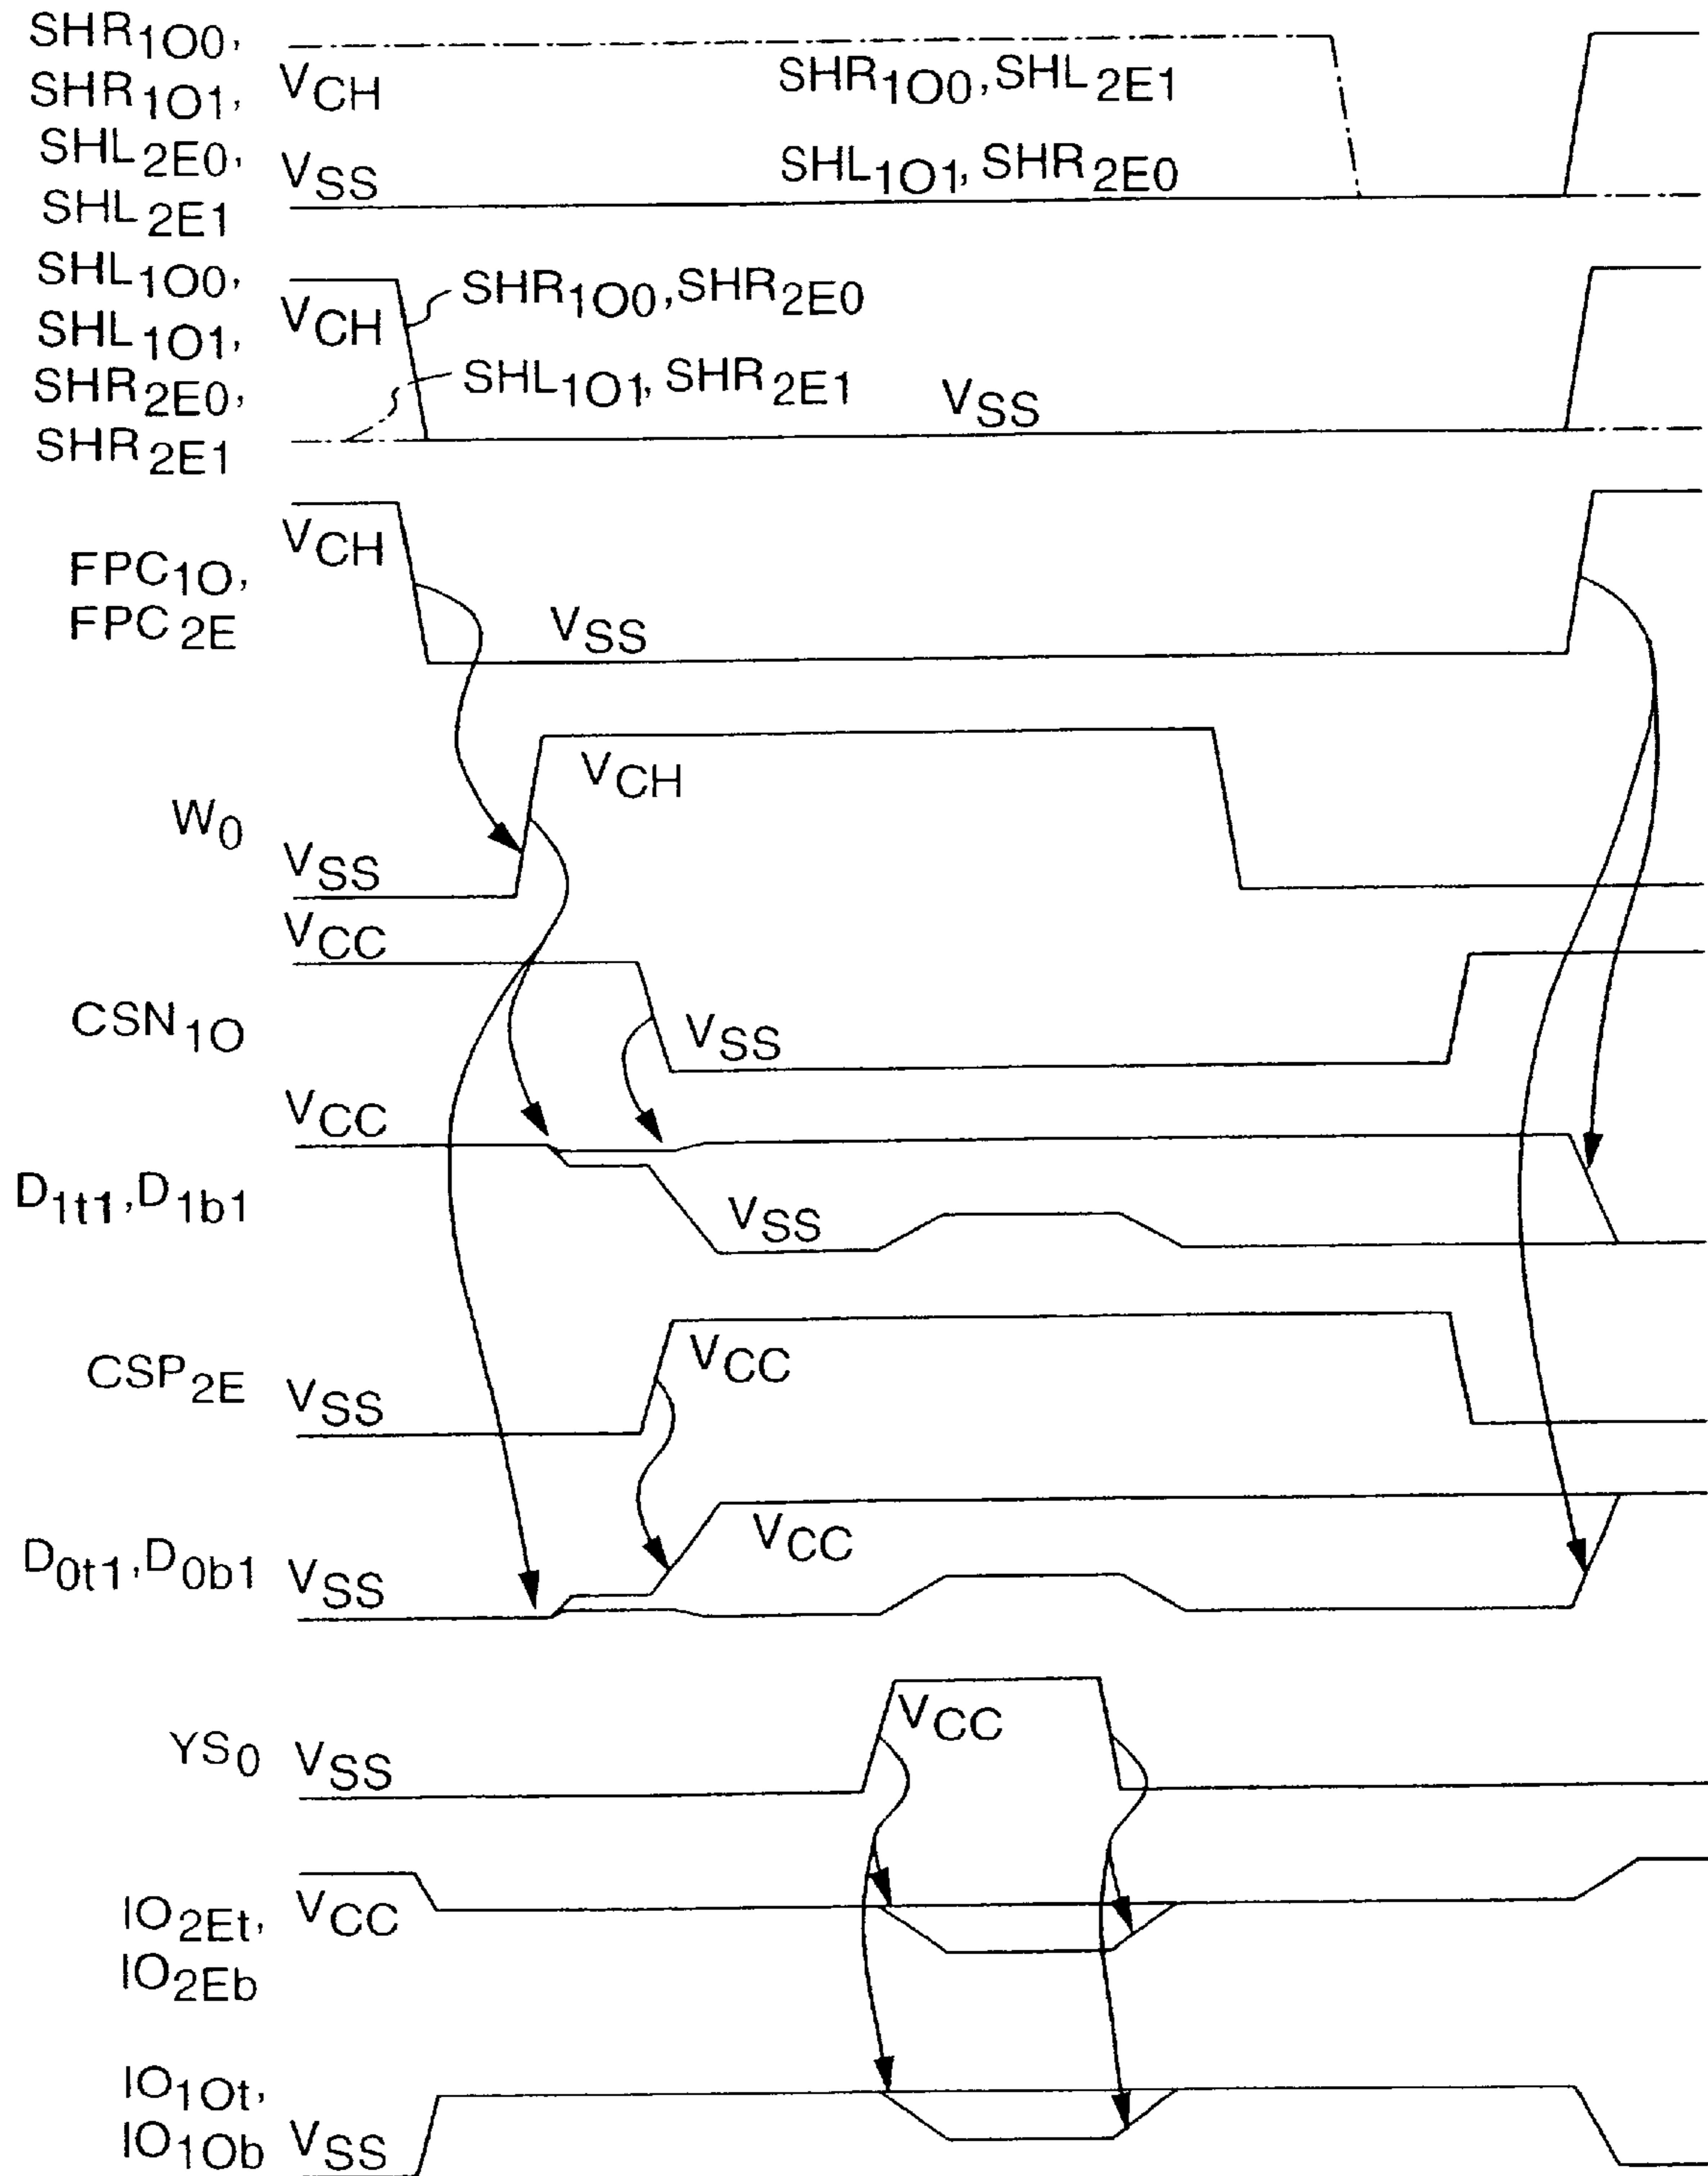 SHR1O0,
SHR1O1, VCH SHR1O0,SHL2E1
SHL2E0, VSS SHL1O1, SHR2E0
SHL2E1
SHL1O0, SHR1O0,SHR2E0
SHL1O1, VCH
SHR2E0, SHL1O1, SHR2E1 VSS
SHR2E1
VCH
FPC1O,
FPC2E VSS
VCH
W0
VSS
VCC
CSN1O VSS
VCC
D1t1,D1b1 VSS
VCC
CSP2E VSS
VCC
D0t1,D0b1 VSS
VCC
YS0 VSS
IO2Et, VCC
IO2Eb
IO1Ot,
IO1Ob VSS